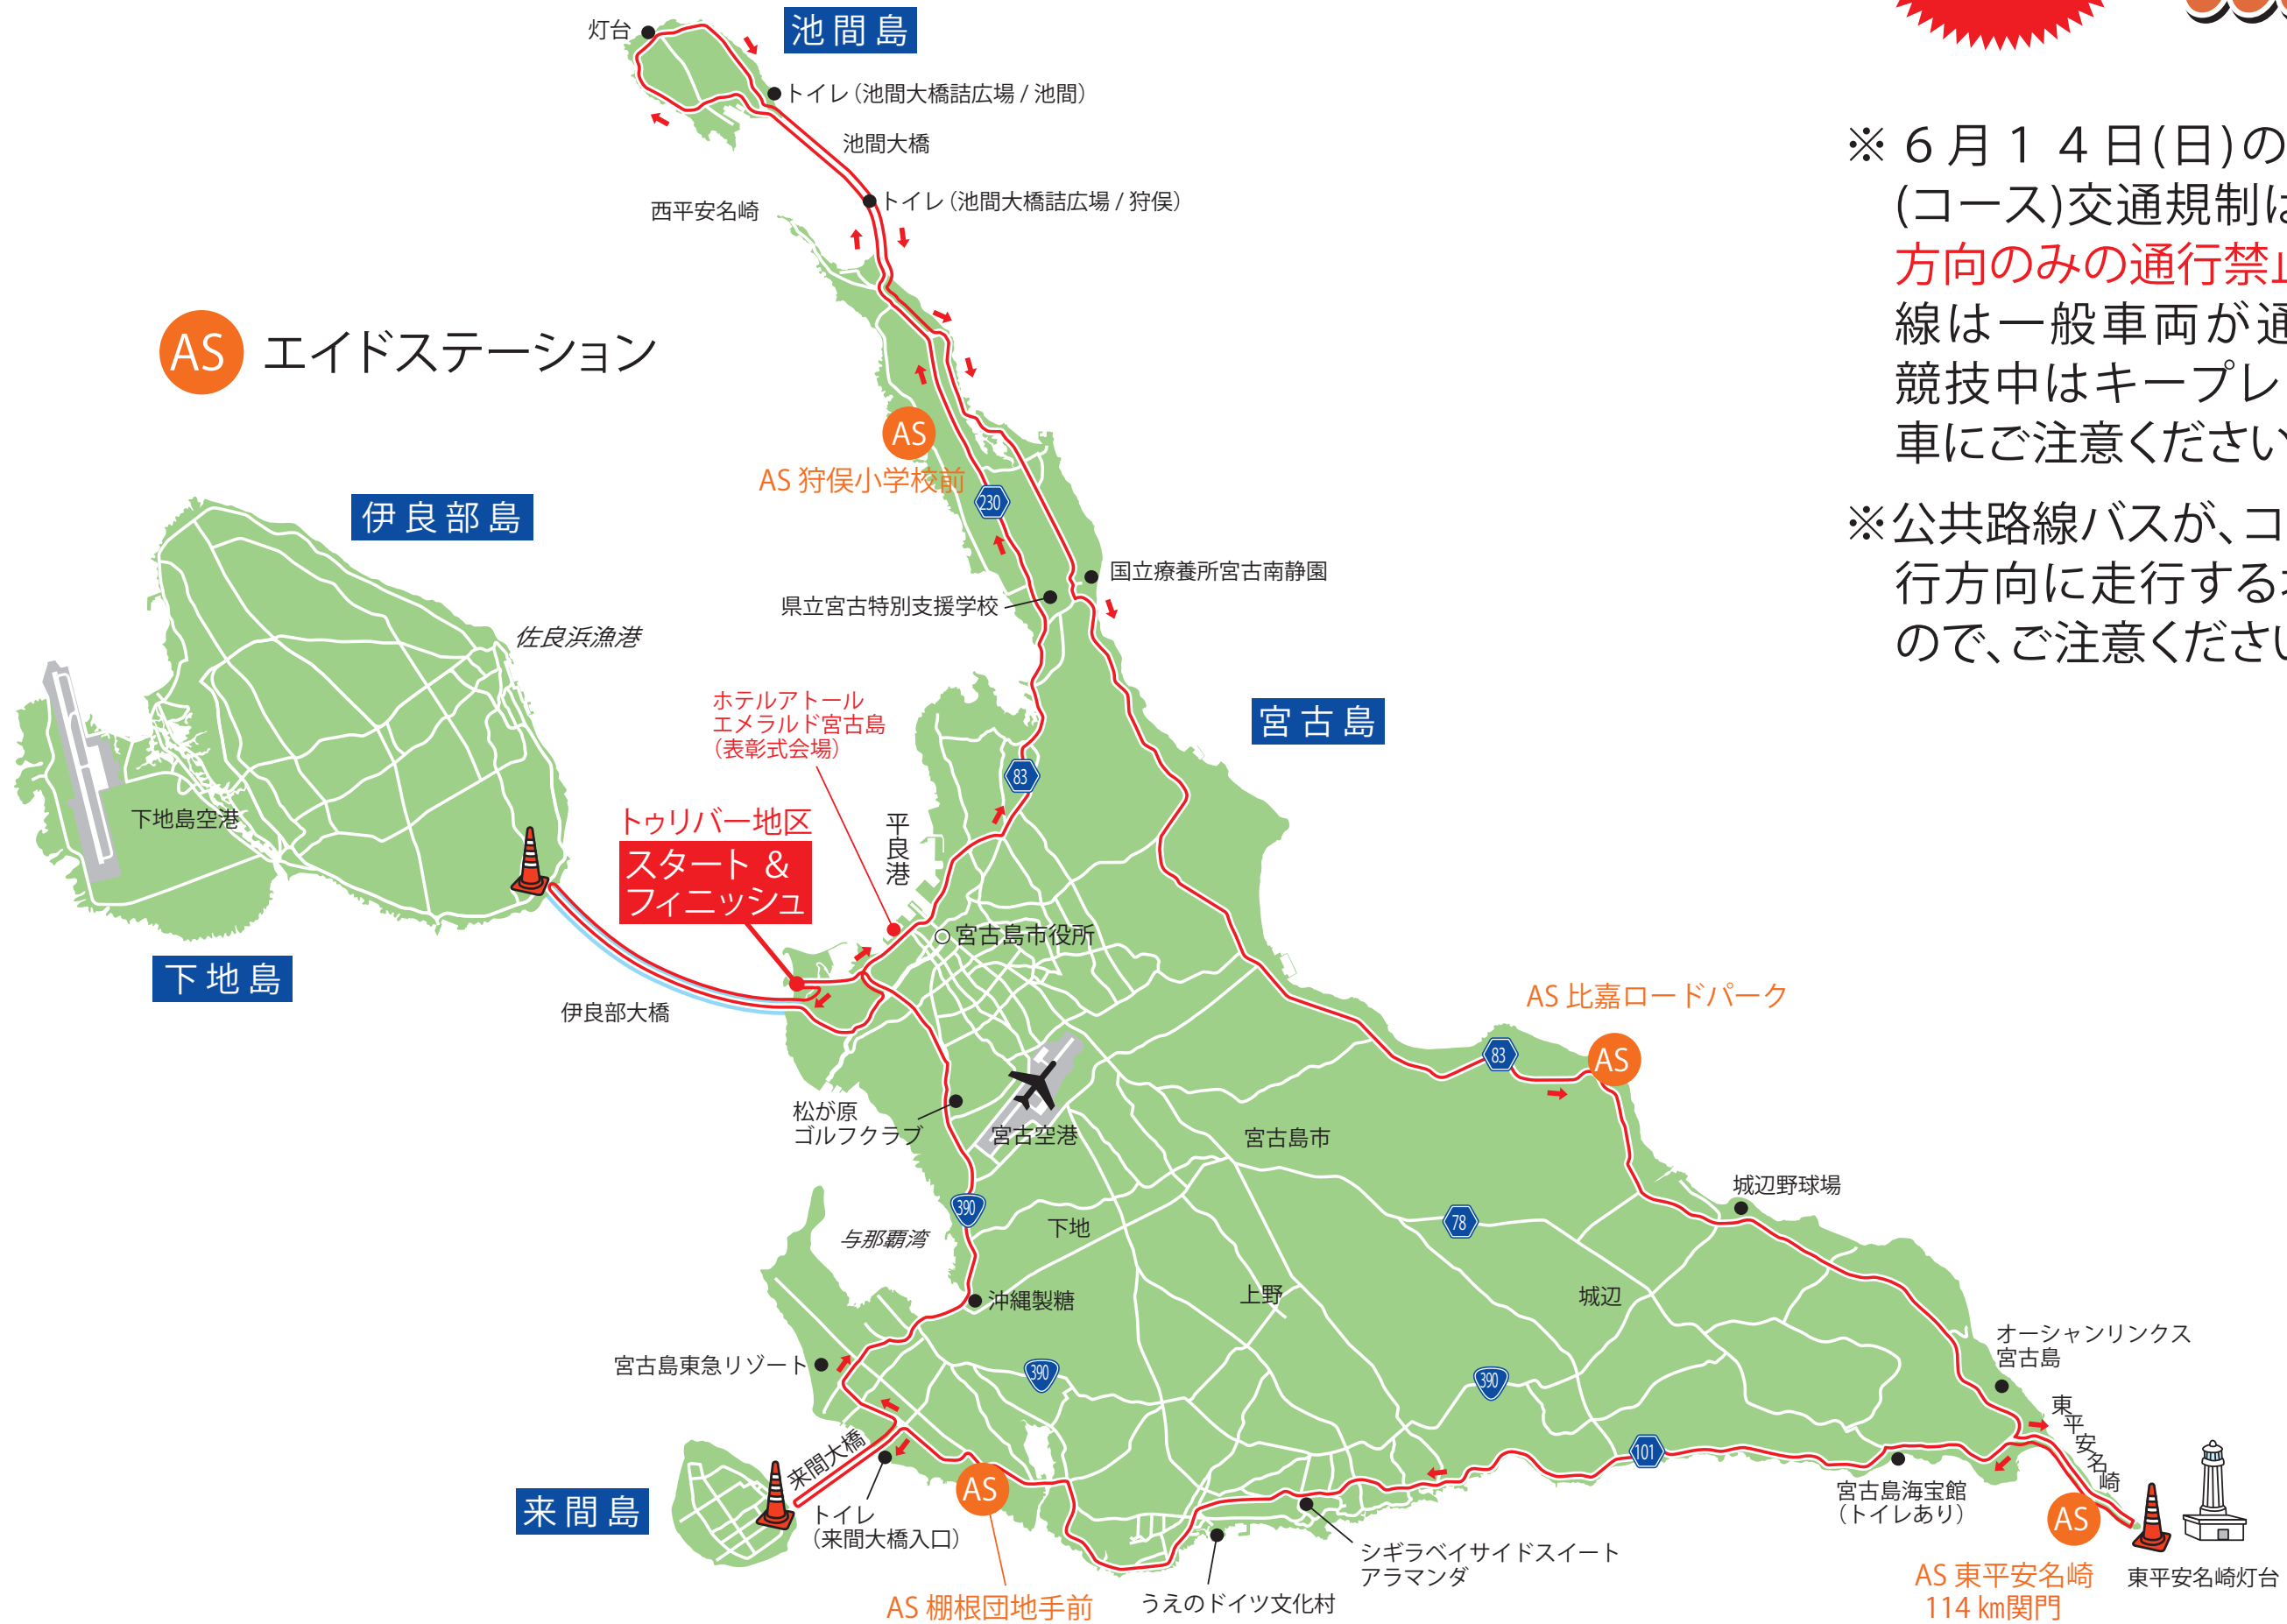 灯台
池間島
トイレ（池間大橋詰広場 / 池間）
池間大橋
トイレ（池間大橋詰広場 / 狩俣）
西平安名崎
※６月１４日(日)の
(コース)交通規制は
方向のみの通行禁止
線は一般車両が通
競技中はキープレ
車にご注意ください
※公共路線バスが、コ
行方向に走行する
ので、ご注意ください
AS エイドステーション
AS
AS 狩俣小学校前
230
伊良部島
国立療養所宮古南静園
県立宮古特別支援学校
佐良浜漁港
ホテルアトール
エメラルド宮古島
（表彰式会場）
宮古島
83
下地島空港
トゥリバー地区
スタート ＆
フィニッシュ
平良港
宮古島市役所
下地島
伊良部大橋
AS 比嘉ロードパーク
83
AS
松が原
ゴルフクラブ
宮古空港
宮古島市
城辺野球場
390
78
下地
与那覇湾
沖縄製糖
上野
城辺
オーシャンリンクス
宮古島
宮古島東急リゾート
390
390
東平安名崎
来間大橋
101
来間島
トイレ
（来間大橋入口）
AS
宮古島海宝館
（トイレあり）
AS
シギラベイサイドスイート
アラマンダ
AS 東平安名崎
114 km関門
東平安名崎灯台
AS 棚根団地手前
うえのドイツ文化村